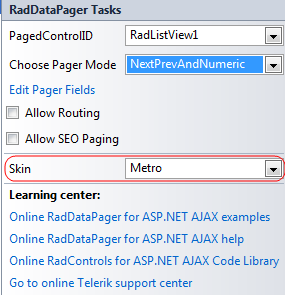 RadDataPager Tasks
PagedControlID RadListView1
Choose Pager Mode NextPrevAndNumeric
Edit Pager Fields
Allow Routing
Allow SEO Paging
Skin Metro
Learning center:
Online RadDataPager for ASP.NET AJAX examples
Online RadDataPager for ASP.NET AJAX help
Online RadControls for ASP.NET AJAX Code Library
Go to online Telerik support center